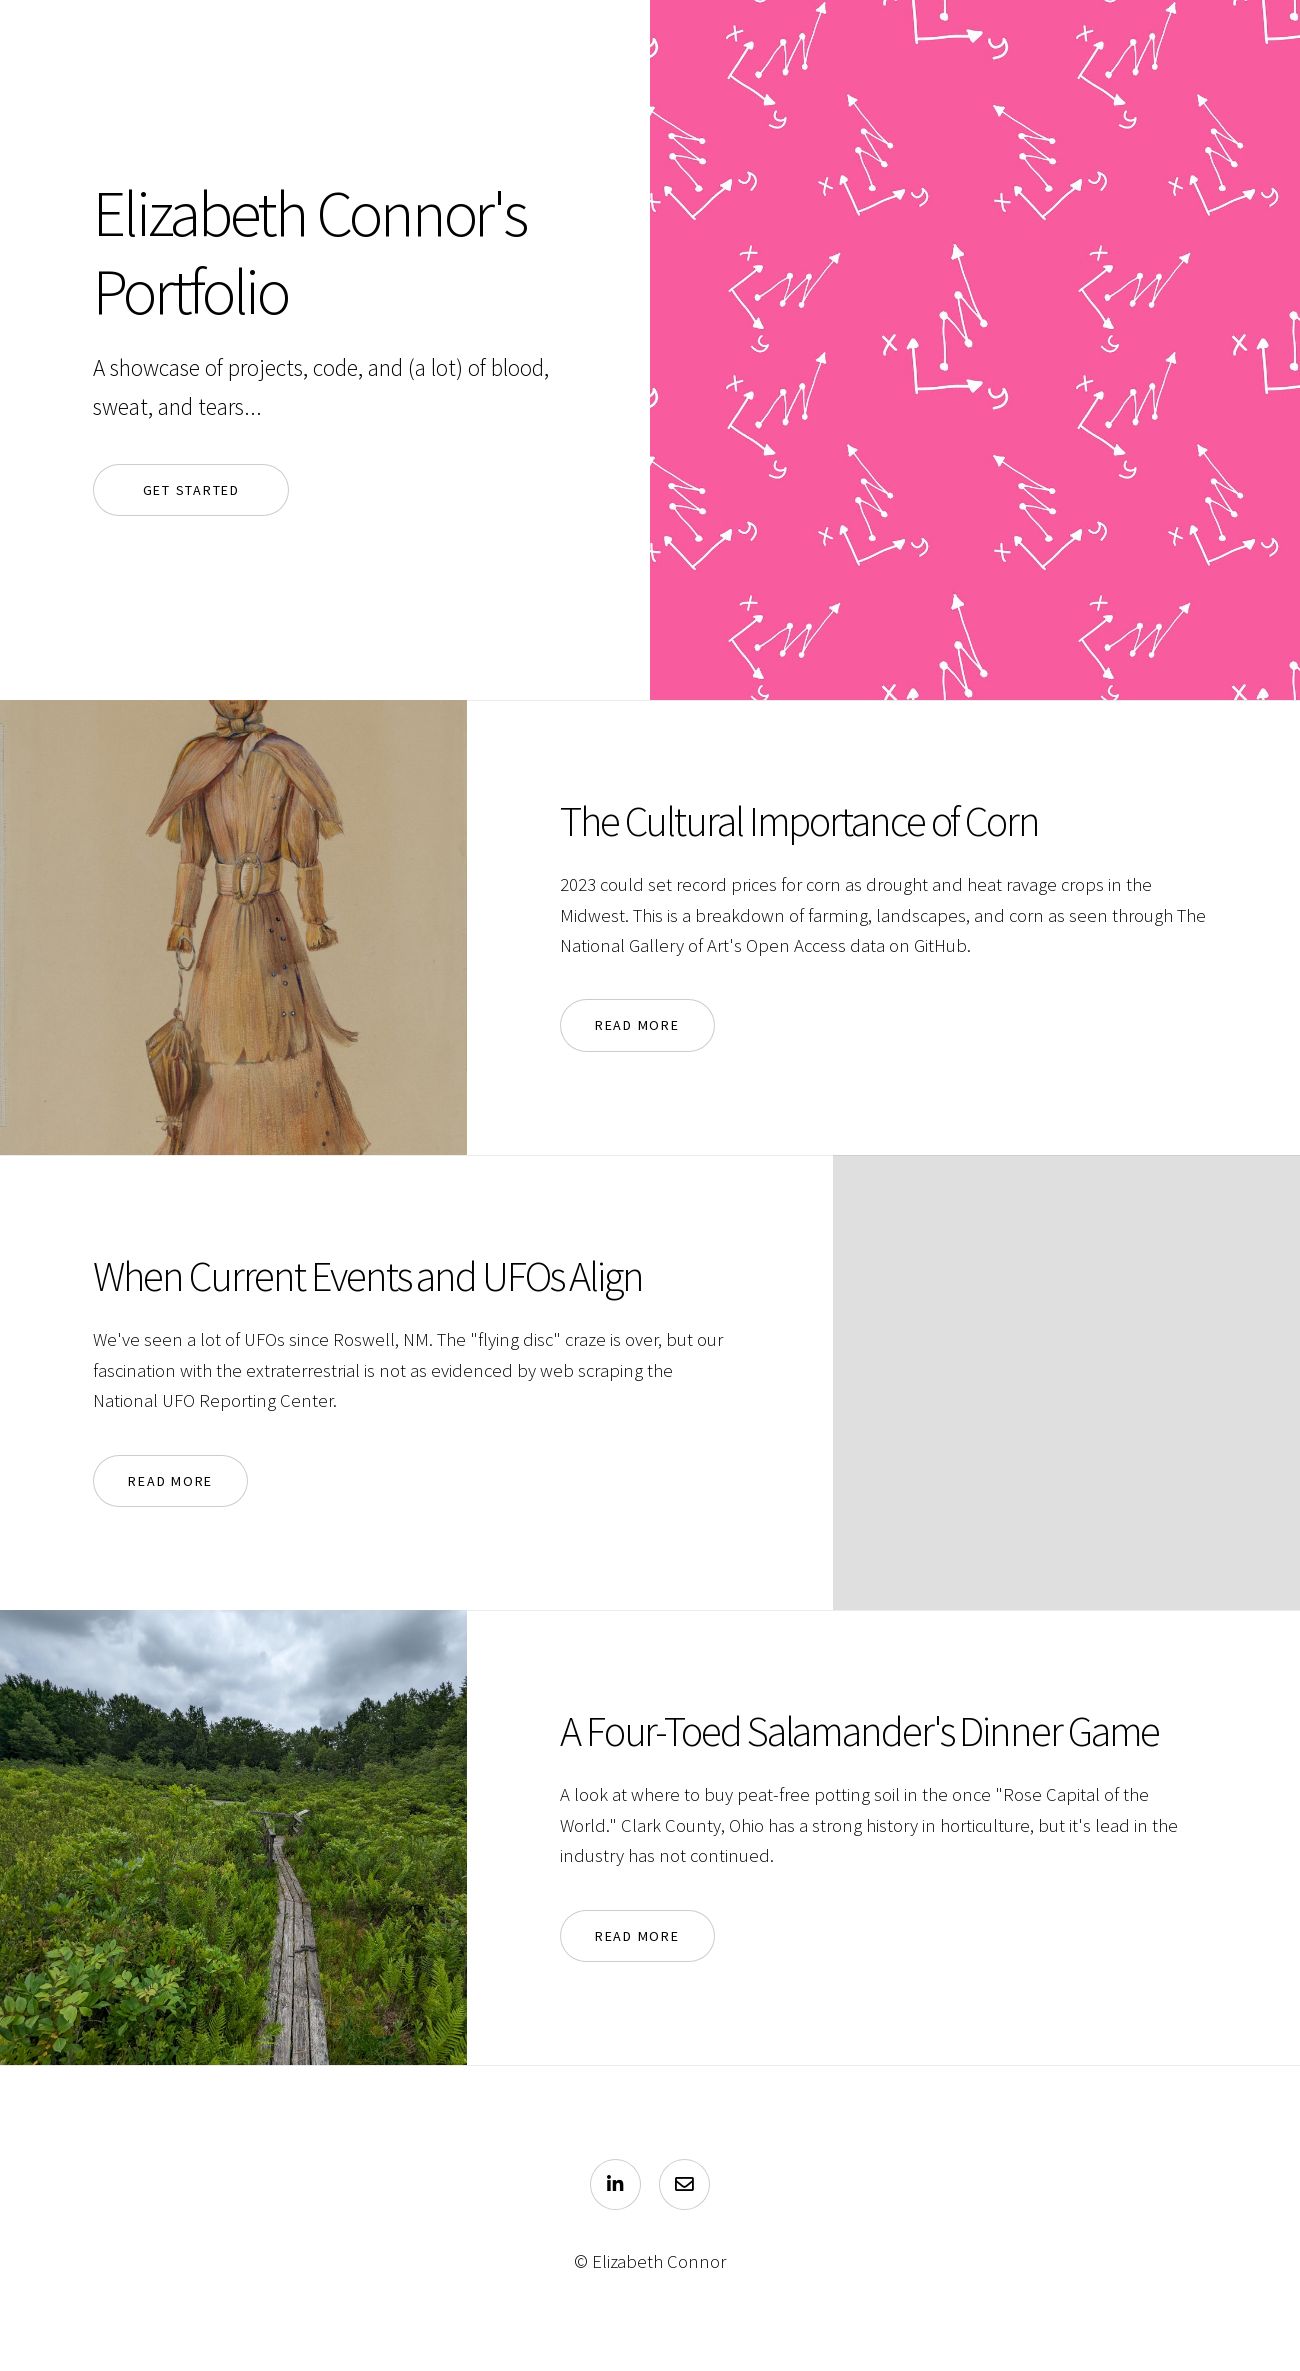 Elizabeth Connor's
Portfolio
A showcase of projects, code, and (a lot) of blood,
sweat, and tears...
GET STARTED
The Cultural Importance of Corn
2023 could set record prices for corn as drought and heat ravage crops in the
Midwest. This is a breakdown of farming, landscapes, and corn as seen through The
National Gallery of Art's Open Access data on GitHub.
READ MORE
When Current Events and UFOs Align
We've seen a lot of UFOs since Roswell, NM. The "flying disc" craze is over, but our
fascination with the extraterrestrial is not as evidenced by web scraping the
National UFO Reporting Center.
READ MORE
A Four-Toed Salamander's Dinner Game
A look at where to buy peat-free potting soil in the once "Rose Capital of the
World." Clark County, Ohio has a strong history in horticulture, but it's lead in the
industry has not continued.
READ MORE
© Elizabeth Connor